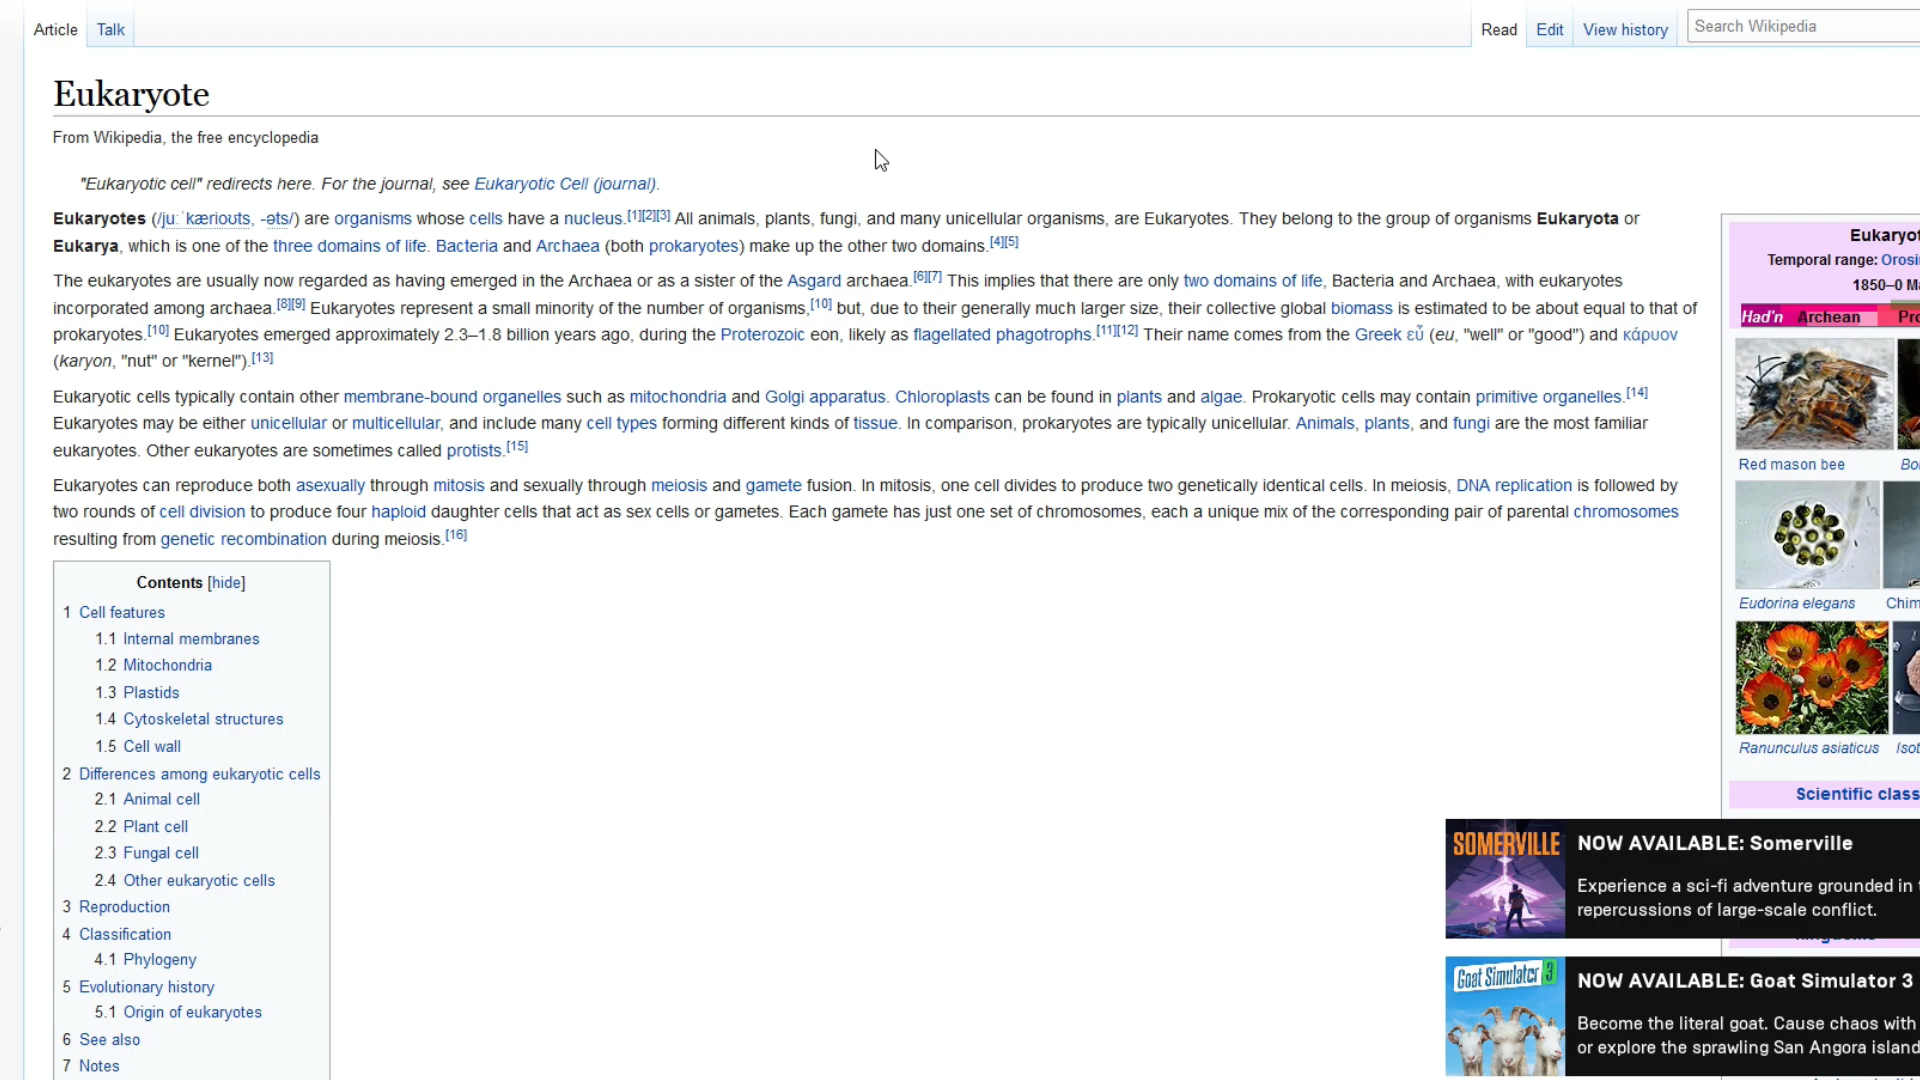 Article Talk Read Edit View history Search Wikipedia
Eukaryote
From Wikipedia, the free encyclopedia
"Eukaryotic cell" redirects here. For the journal, see Eukaryotic Cell (journal).
Eukaryotes (/juːˈkærioʊts, -əts/) are organisms whose cells have a nucleus.[1][2][3] All animals, plants, fungi, and many unicellular organisms, are Eukaryotes. They belong to the group of organisms Eukaryota or
Eukarya, which is one of the three domains of life. Bacteria and Archaea (both prokaryotes) make up the other two domains.[4][5]
The eukaryotes are usually now regarded as having emerged in the Archaea or as a sister of the Asgard archaea.[6][7] This implies that there are only two domains of life, Bacteria and Archaea, with eukaryotes
incorporated among archaea.[8][9] Eukaryotes represent a small minority of the number of organisms,[10] but, due to their generally much larger size, their collective global biomass is estimated to be about equal to that of
prokaryotes.[10] Eukaryotes emerged approximately 2.3–1.8 billion years ago, during the Proterozoic eon, likely as flagellated phagotrophs.[11][12] Their name comes from the Greek εὖ (eu, "well" or "good") and κάρυον
(karyon, "nut" or "kernel").[13]
Eukaryotic cells typically contain other membrane-bound organelles such as mitochondria and Golgi apparatus. Chloroplasts can be found in plants and algae. Prokaryotic cells may contain primitive organelles.[14]
Eukaryotes may be either unicellular or multicellular, and include many cell types forming different kinds of tissue. In comparison, prokaryotes are typically unicellular. Animals, plants, and fungi are the most familiar
eukaryotes. Other eukaryotes are sometimes called protists.[15]
Eukaryotes can reproduce both asexually through mitosis and sexually through meiosis and gamete fusion. In mitosis, one cell divides to produce two genetically identical cells. In meiosis, DNA replication is followed by
two rounds of cell division to produce four haploid daughter cells that act as sex cells or gametes. Each gamete has just one set of chromosomes, each a unique mix of the corresponding pair of parental chromosomes
resulting from genetic recombination during meiosis.[16]
Contents [hide]
1 Cell features
1.1 Internal membranes
1.2 Mitochondria
1.3 Plastids
1.4 Cytoskeletal structures
1.5 Cell wall
2 Differences among eukaryotic cells
2.1 Animal cell
2.2 Plant cell
2.3 Fungal cell
2.4 Other eukaryotic cells
3 Reproduction
4 Classification
4.1 Phylogeny
5 Evolutionary history
5.1 Origin of eukaryotes
6 See also
7 Notes
Eukaryot
Temporal range: Orosi
1850–0 Ma
Had'n Archean Pro
Red mason bee Bo
Eudorina elegans Chim
Ranunculus asiaticus Isot
Scientific class
SOMERVILLE
NOW AVAILABLE: Somerville
Experience a sci-fi adventure grounded in
repercussions of large-scale conflict.
Goat Simulator 3
NOW AVAILABLE: Goat Simulator 3
Become the literal goat. Cause chaos with
or explore the sprawling San Angora island